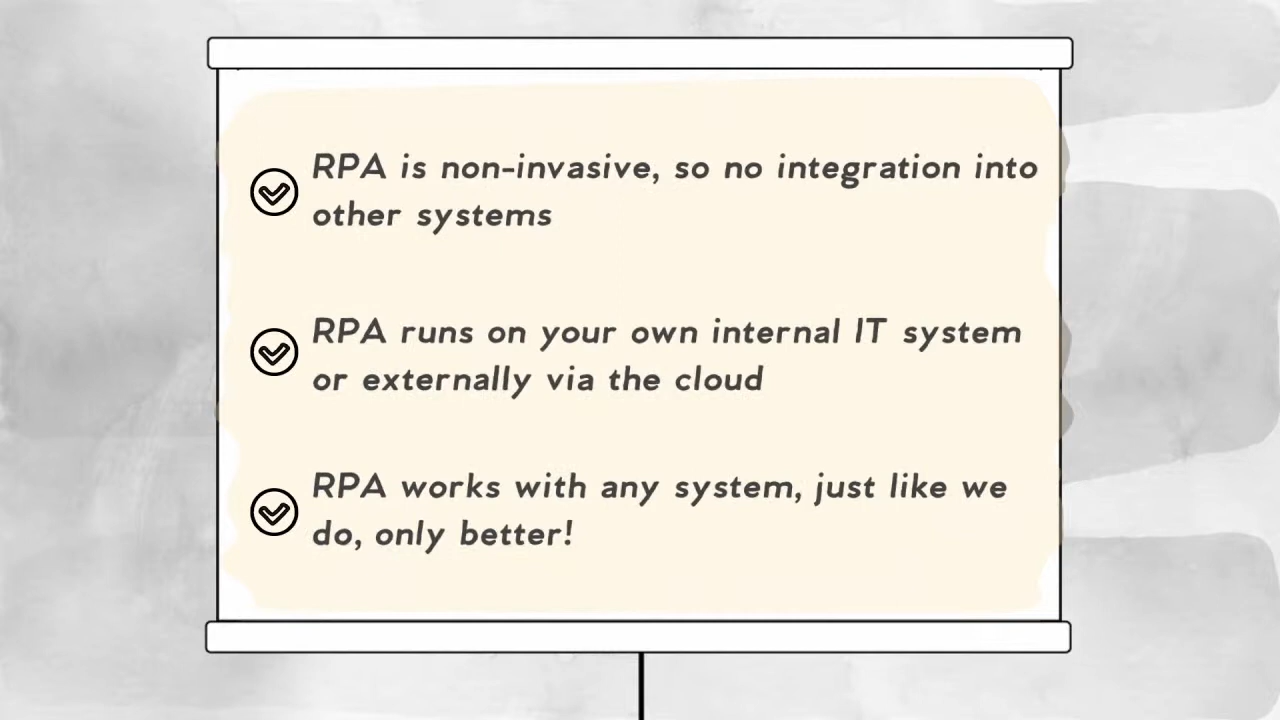 RPA is non-invasive, so no integration into
other systems
RPA runs on your own internal IT system
or externally via the cloud
RPA works with any system, just like we
do, only better!